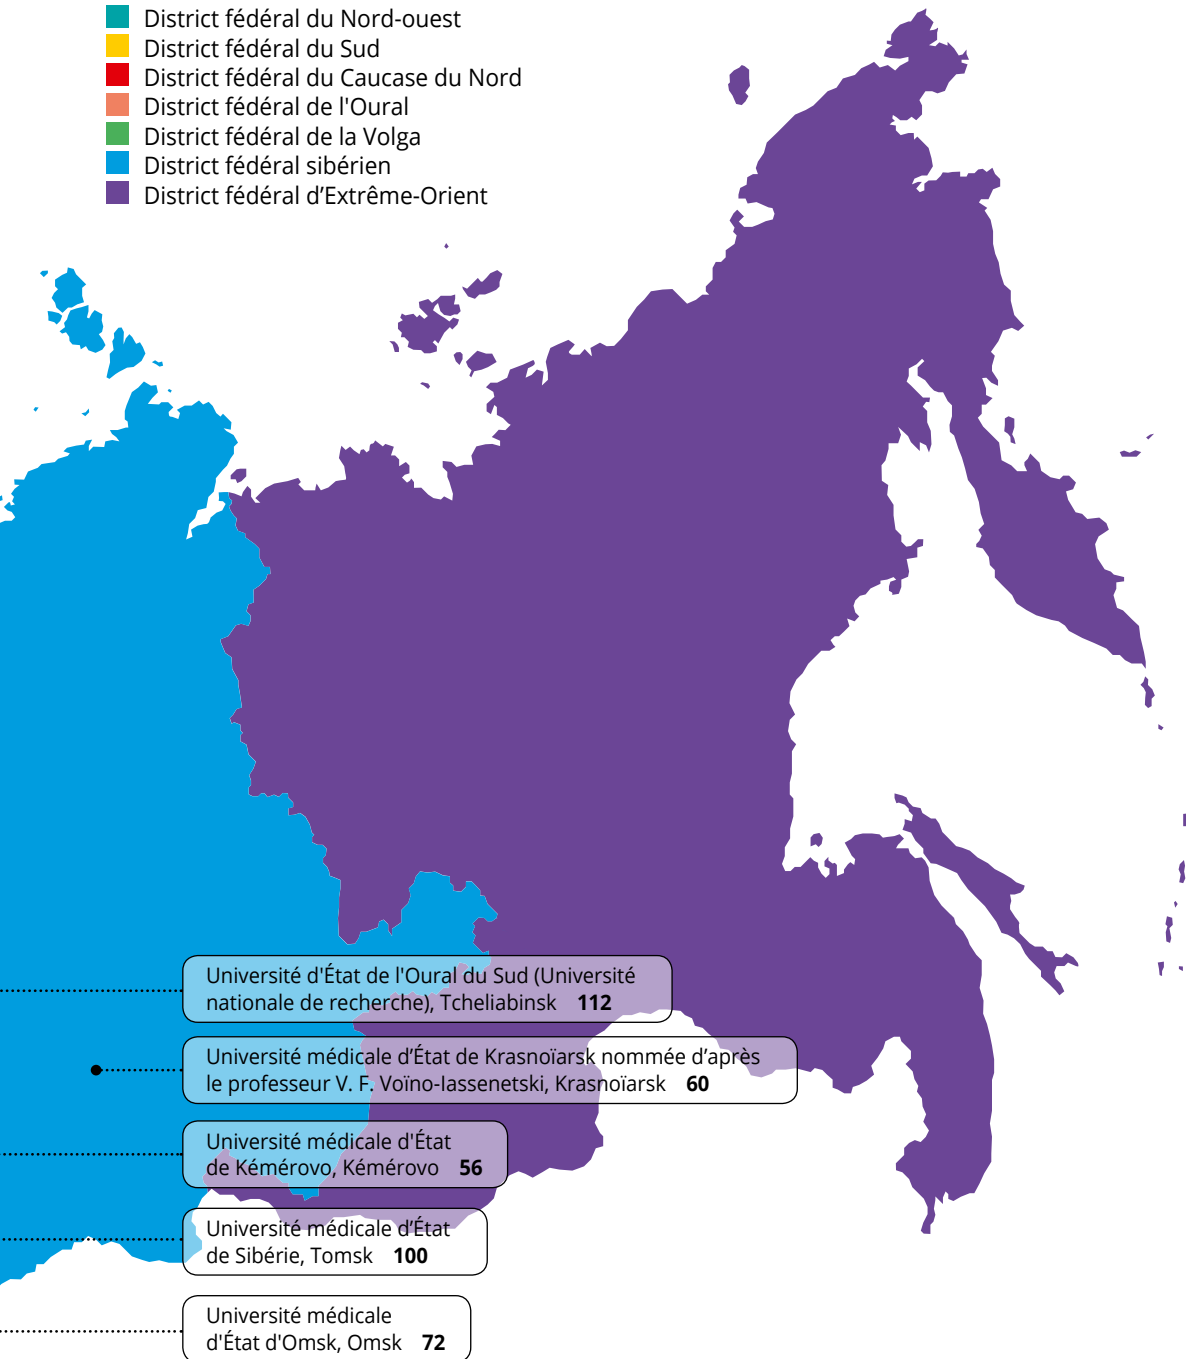 District fédéral du Nord-ouest
District fédéral du Sud
District fédéral du Caucase du Nord
District fédéral de l'Oural
District fédéral de la Volga
District fédéral sibérien
District fédéral d’Extrême-Orient
Université d'État de l'Oural du Sud (Université
nationale de recherche), Tcheliabinsk 112
Université médicale d’État de Krasnoïarsk nommée d’après
le professeur V. F. Voïno-Iassenetski, Krasnoïarsk 60
Université médicale d'État
de Kémérovo, Kémérovo 56
Université médicale d’État
de Sibérie, Tomsk 100
Université médicale
d'État d'Omsk, Omsk 72